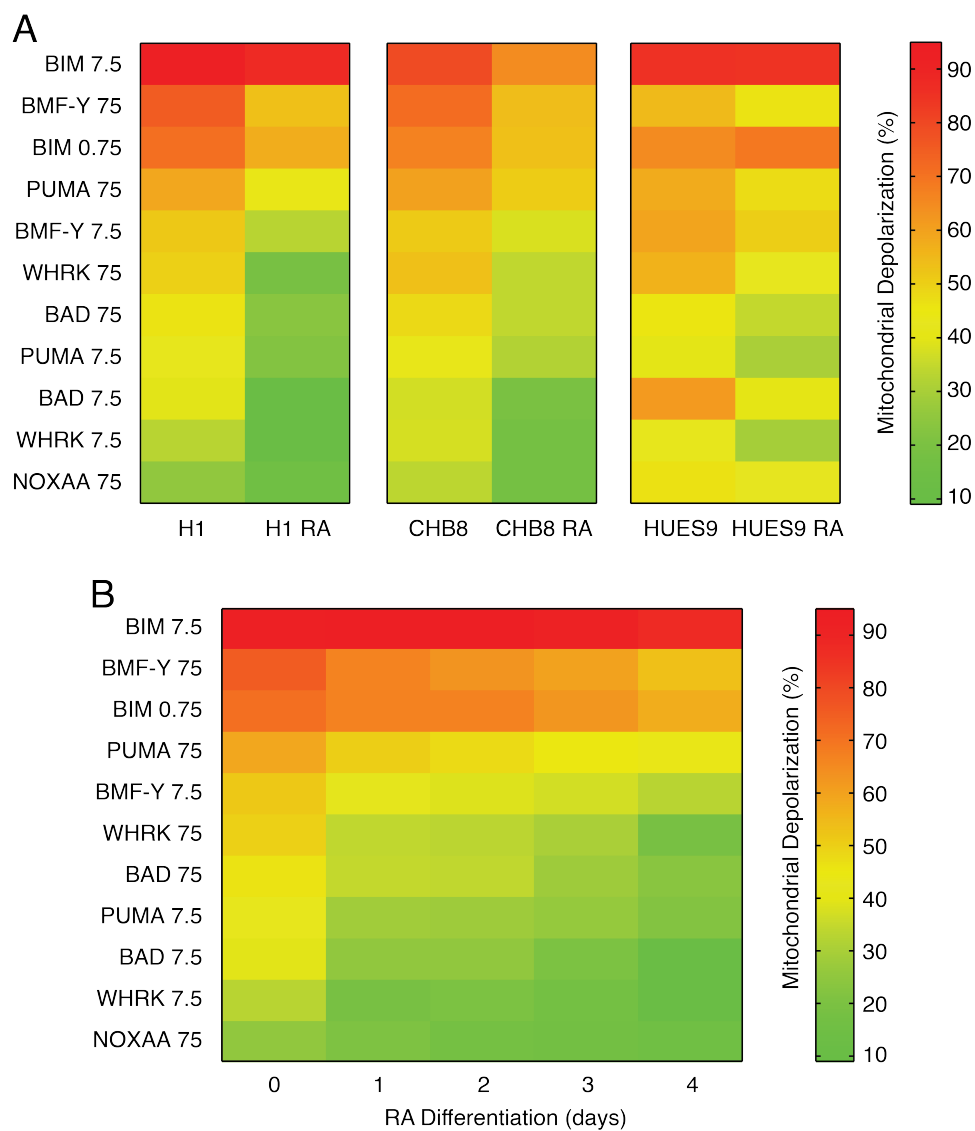 A
BIM 7.5
BMF-Y 75
BIM 0.75
PUMA 75
BMF-Y 7.5
WHRK 75
BAD 75
PUMA 7.5
BAD 7.5
WHRK 7.5
NOXAA 75
H1 H1 RA CHB8 CHB8 RA HUES9 HUES9 RA
Mitochondrial Depolarization (%)
90
80
70
60
50
40
30
20
10
B
BIM 7.5
BMF-Y 75
BIM 0.75
PUMA 75
BMF-Y 7.5
WHRK 75
BAD 75
PUMA 7.5
BAD 7.5
WHRK 7.5
NOXAA 75
0 1 2 3 4
RA Differentiation (days)
Mitochondrial Depolarization (%)
90
80
70
60
50
40
30
20
10